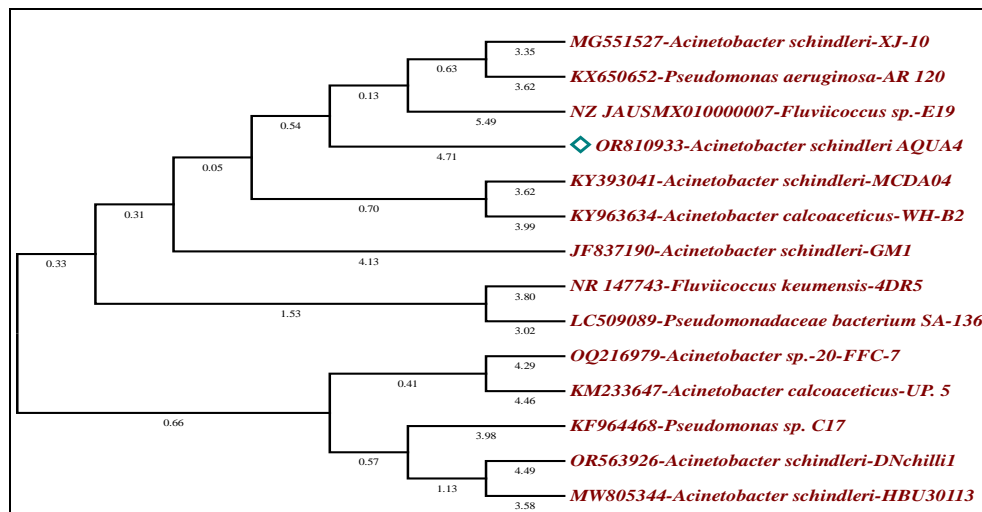 MG551527-Acinetobacter schindleri-XJ-10
3.35
0.63
KX650652-Pseudomonas aeruginosa-AR 120
3.62
0.13
NZ JAUSMX010000007-Fluviicoccus sp.-E19
5.49
0.54
OR810933-Acinetobacter schindleri AQUA4
4.71
0.05
KY393041-Acinetobacter schindleri-MCDA04
3.62
0.70
KY963634-Acinetobacter calcoaceticus-WH-B2
3.99
0.31
JF837190-Acinetobacter schindleri-GM1
4.13
0.33
NR 147743-Fluviicoccus keumensis-4DR5
3.80
1.53
LC509089-Pseudomonadaceae bacterium SA-136
3.02
OQ216979-Acinetobacter sp.-20-FFC-7
4.29
0.41
KM233647-Acinetobacter calcoaceticus-UP. 5
4.46
0.66
KF964468-Pseudomonas sp. C17
3.98
0.57
OR563926-Acinetobacter schindleri-DNchilli1
4.49
1.13
MW805344-Acinetobacter schindleri-HBU30113
3.58